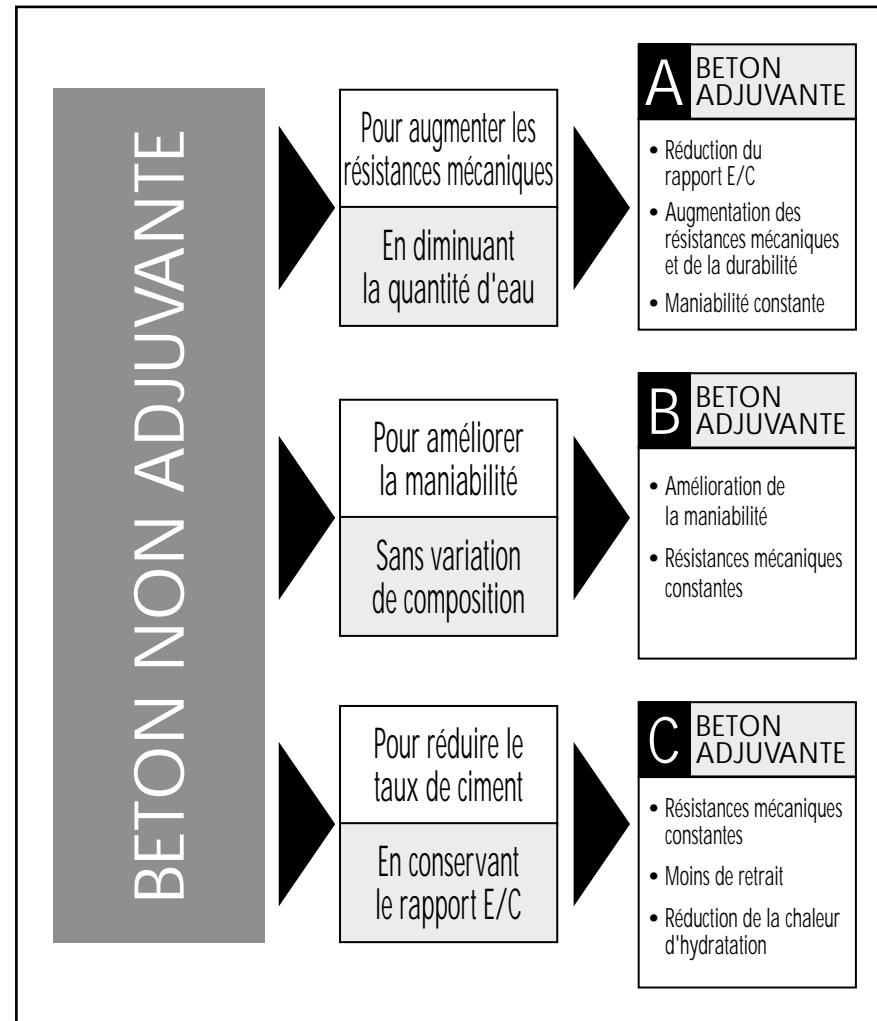 BETON NON ADJUVANTE
Pour augmenter les
résistances mécaniques
En diminuant
la quantité d'eau
A BETON
ADJUVANTE
• Réduction du
rapport E/C
• Augmentation des
résistances mécaniques
et de la durabilité
• Maniabilité constante
Pour améliorer
la maniabilité
Sans variation
de composition
B BETON
ADJUVANTE
• Amélioration de
la maniabilité
• Résistances mécaniques
constantes
Pour réduire le
taux de ciment
En conservant
le rapport E/C
C BETON
ADJUVANTE
• Résistances mécaniques
constantes
• Moins de retrait
• Réduction de la chaleur
d'hydratation